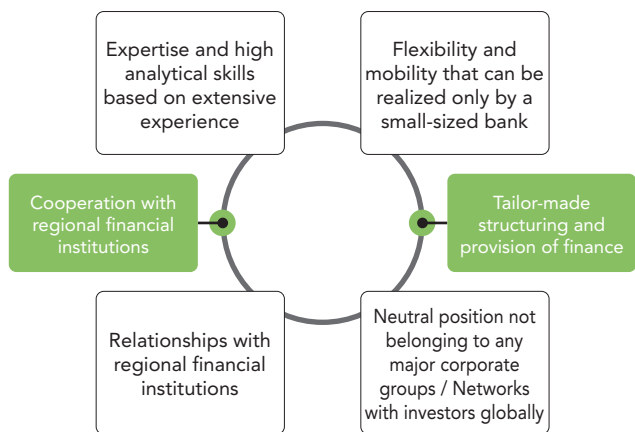 Expertise and high
analytical skills
based on extensive
experience
Flexibility and
mobility that can be
realized only by a
small-sized bank
Cooperation with
regional financial
institutions
Tailor-made
structuring and
provision of finance
Relationships with
regional financial
institutions
Neutral position not
belonging to any
major corporate
groups / Networks
with investors globally